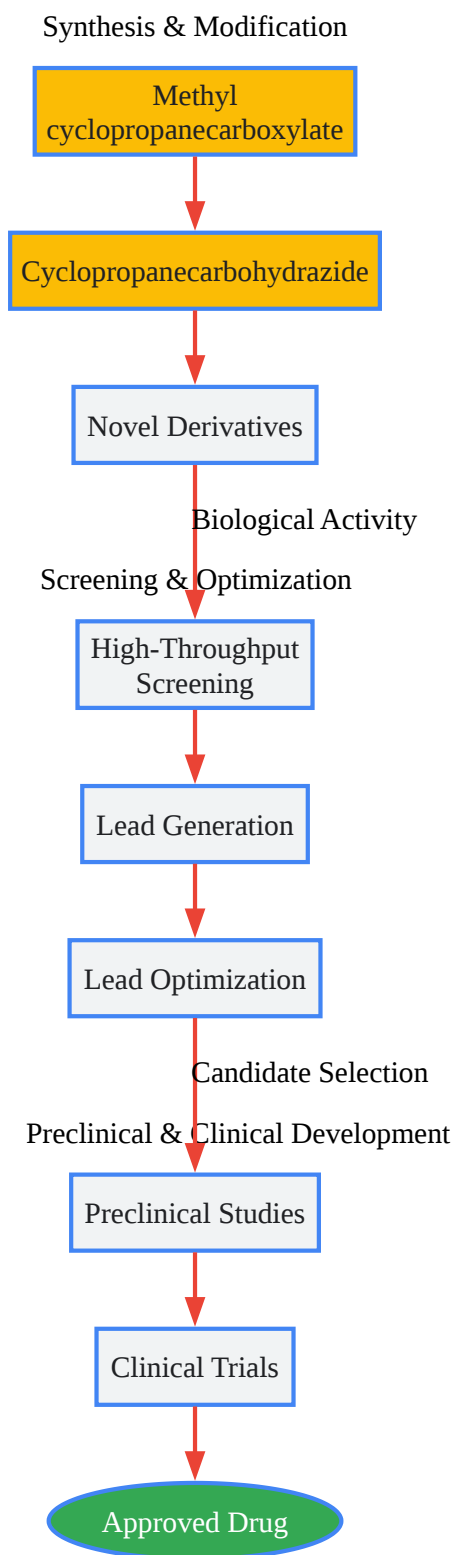 Synthesis & Modification
Methyl
cyclopropanecarboxylate
Cyclopropanecarbohydrazide
Novel Derivatives
Biological Activity
Screening & Optimization
High-Throughput
Screening
Lead Generation
Lead Optimization
Candidate Selection
Preclinical & Clinical Development
Preclinical Studies
Clinical Trials
Approved Drug